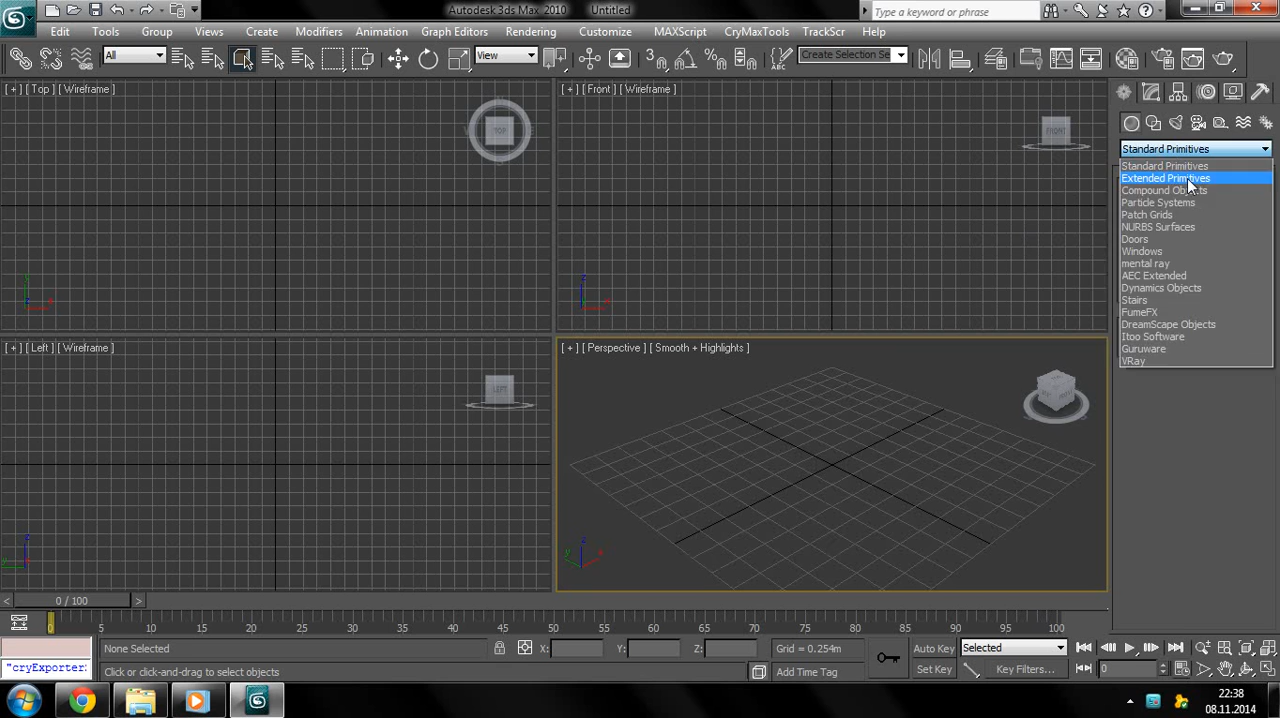 Autodesk 3ds Max 2010 Untitled
Type a keyword or phrase
Edit Tools Group Views Create Modifiers Animation Graph Editors Rendering Customize MAXScript CryMaxTools TrackScr Help
All
View
Create Selection Se
[ + ] [ Top ] [ Wireframe ]
TOP
[ + ] [ Front ] [ Wireframe ]
FRONT
Standard Primitives
Standard Primitives
Extended Primitives
Compound Objects
Particle Systems
Patch Grids
NURBS Surfaces
Doors
Windows
mental ray
AEC Extended
Dynamics Objects
Stairs
FumeFX
DreamScape Objects
Itoo Software
Guruware
VRay
[ + ] [ Left ] [ Wireframe ]
LEFT
[ + ] [ Perspective ] [ Smooth + Highlights ]
z
y
x
0 / 100
0 5 10 15 20 25 30 35 40 45 50 55 60 65 70 75 80 85 90 95 100
None Selected
X:
Y:
Z:
Grid = 0.254m
Auto Key
Selected
"cryExporter:
Click or click-and-drag to select objects
Add Time Tag
Set Key
Key Filters...
0
22:38
08.11.2014